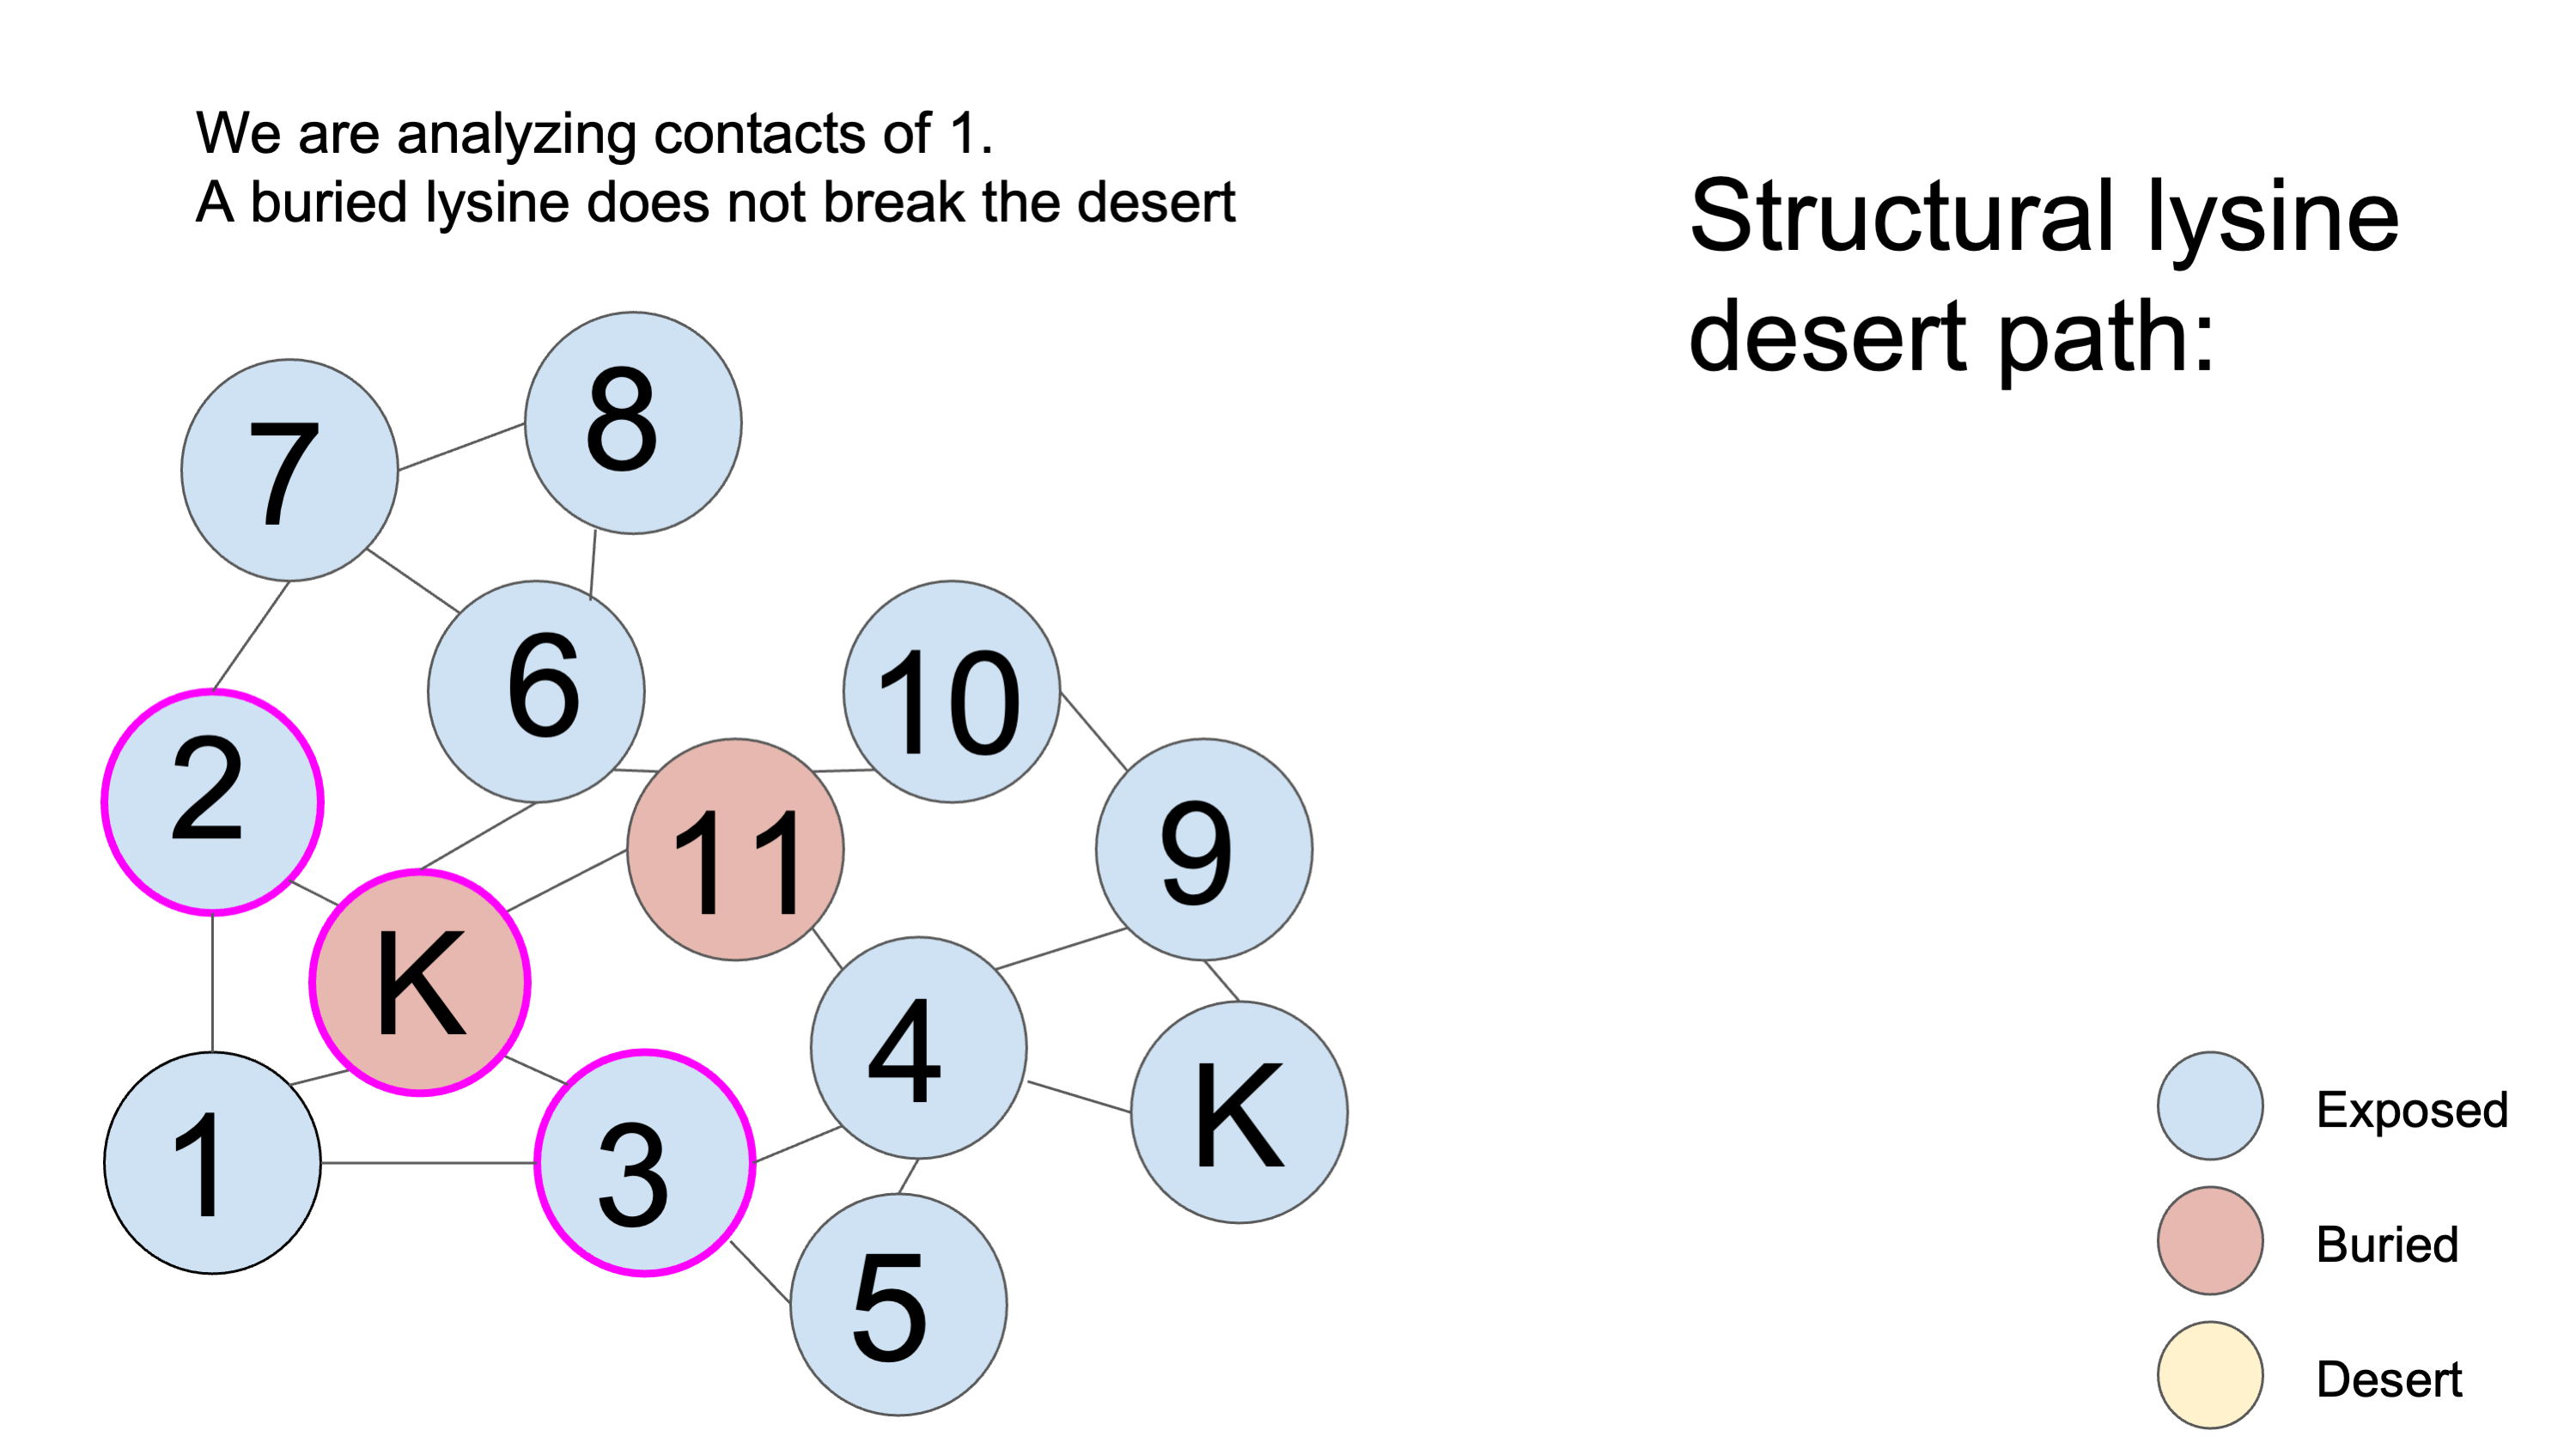 We are analyzing contacts of 1.
A buried lysine does not break the desert
Structural lysine
desert path:
7
8
6
10
2
11
9
K
4
K
1
3
5
Exposed
Buried
Desert